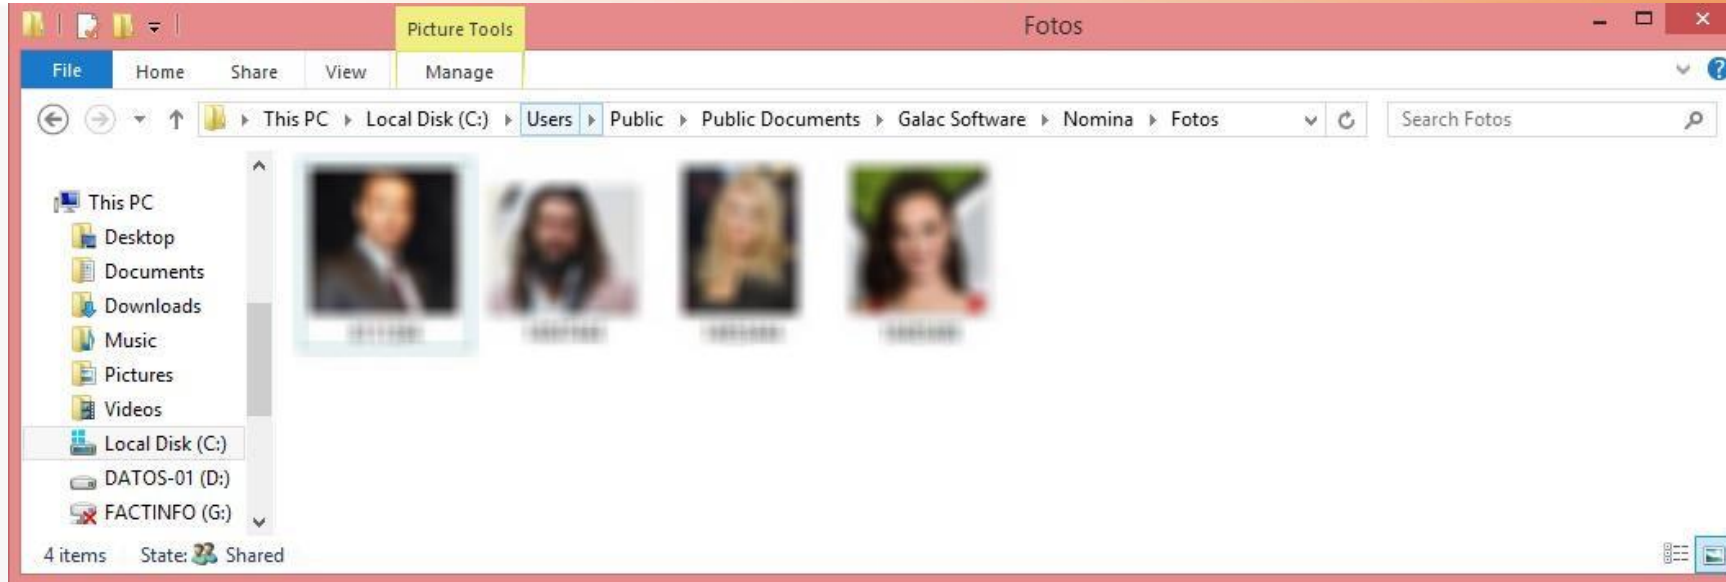 Picture Tools Fotos
File Home Share View Manage
This PC Local Disk (C:) Users Public Public Documents Galac Software Nomina Fotos Search Fotos
This PC
Desktop
Documents
Downloads
Music
Pictures
Videos
Local Disk (C:)
DATOS-01 (D:)
FACTINFO (G:)
4 items State: Shared